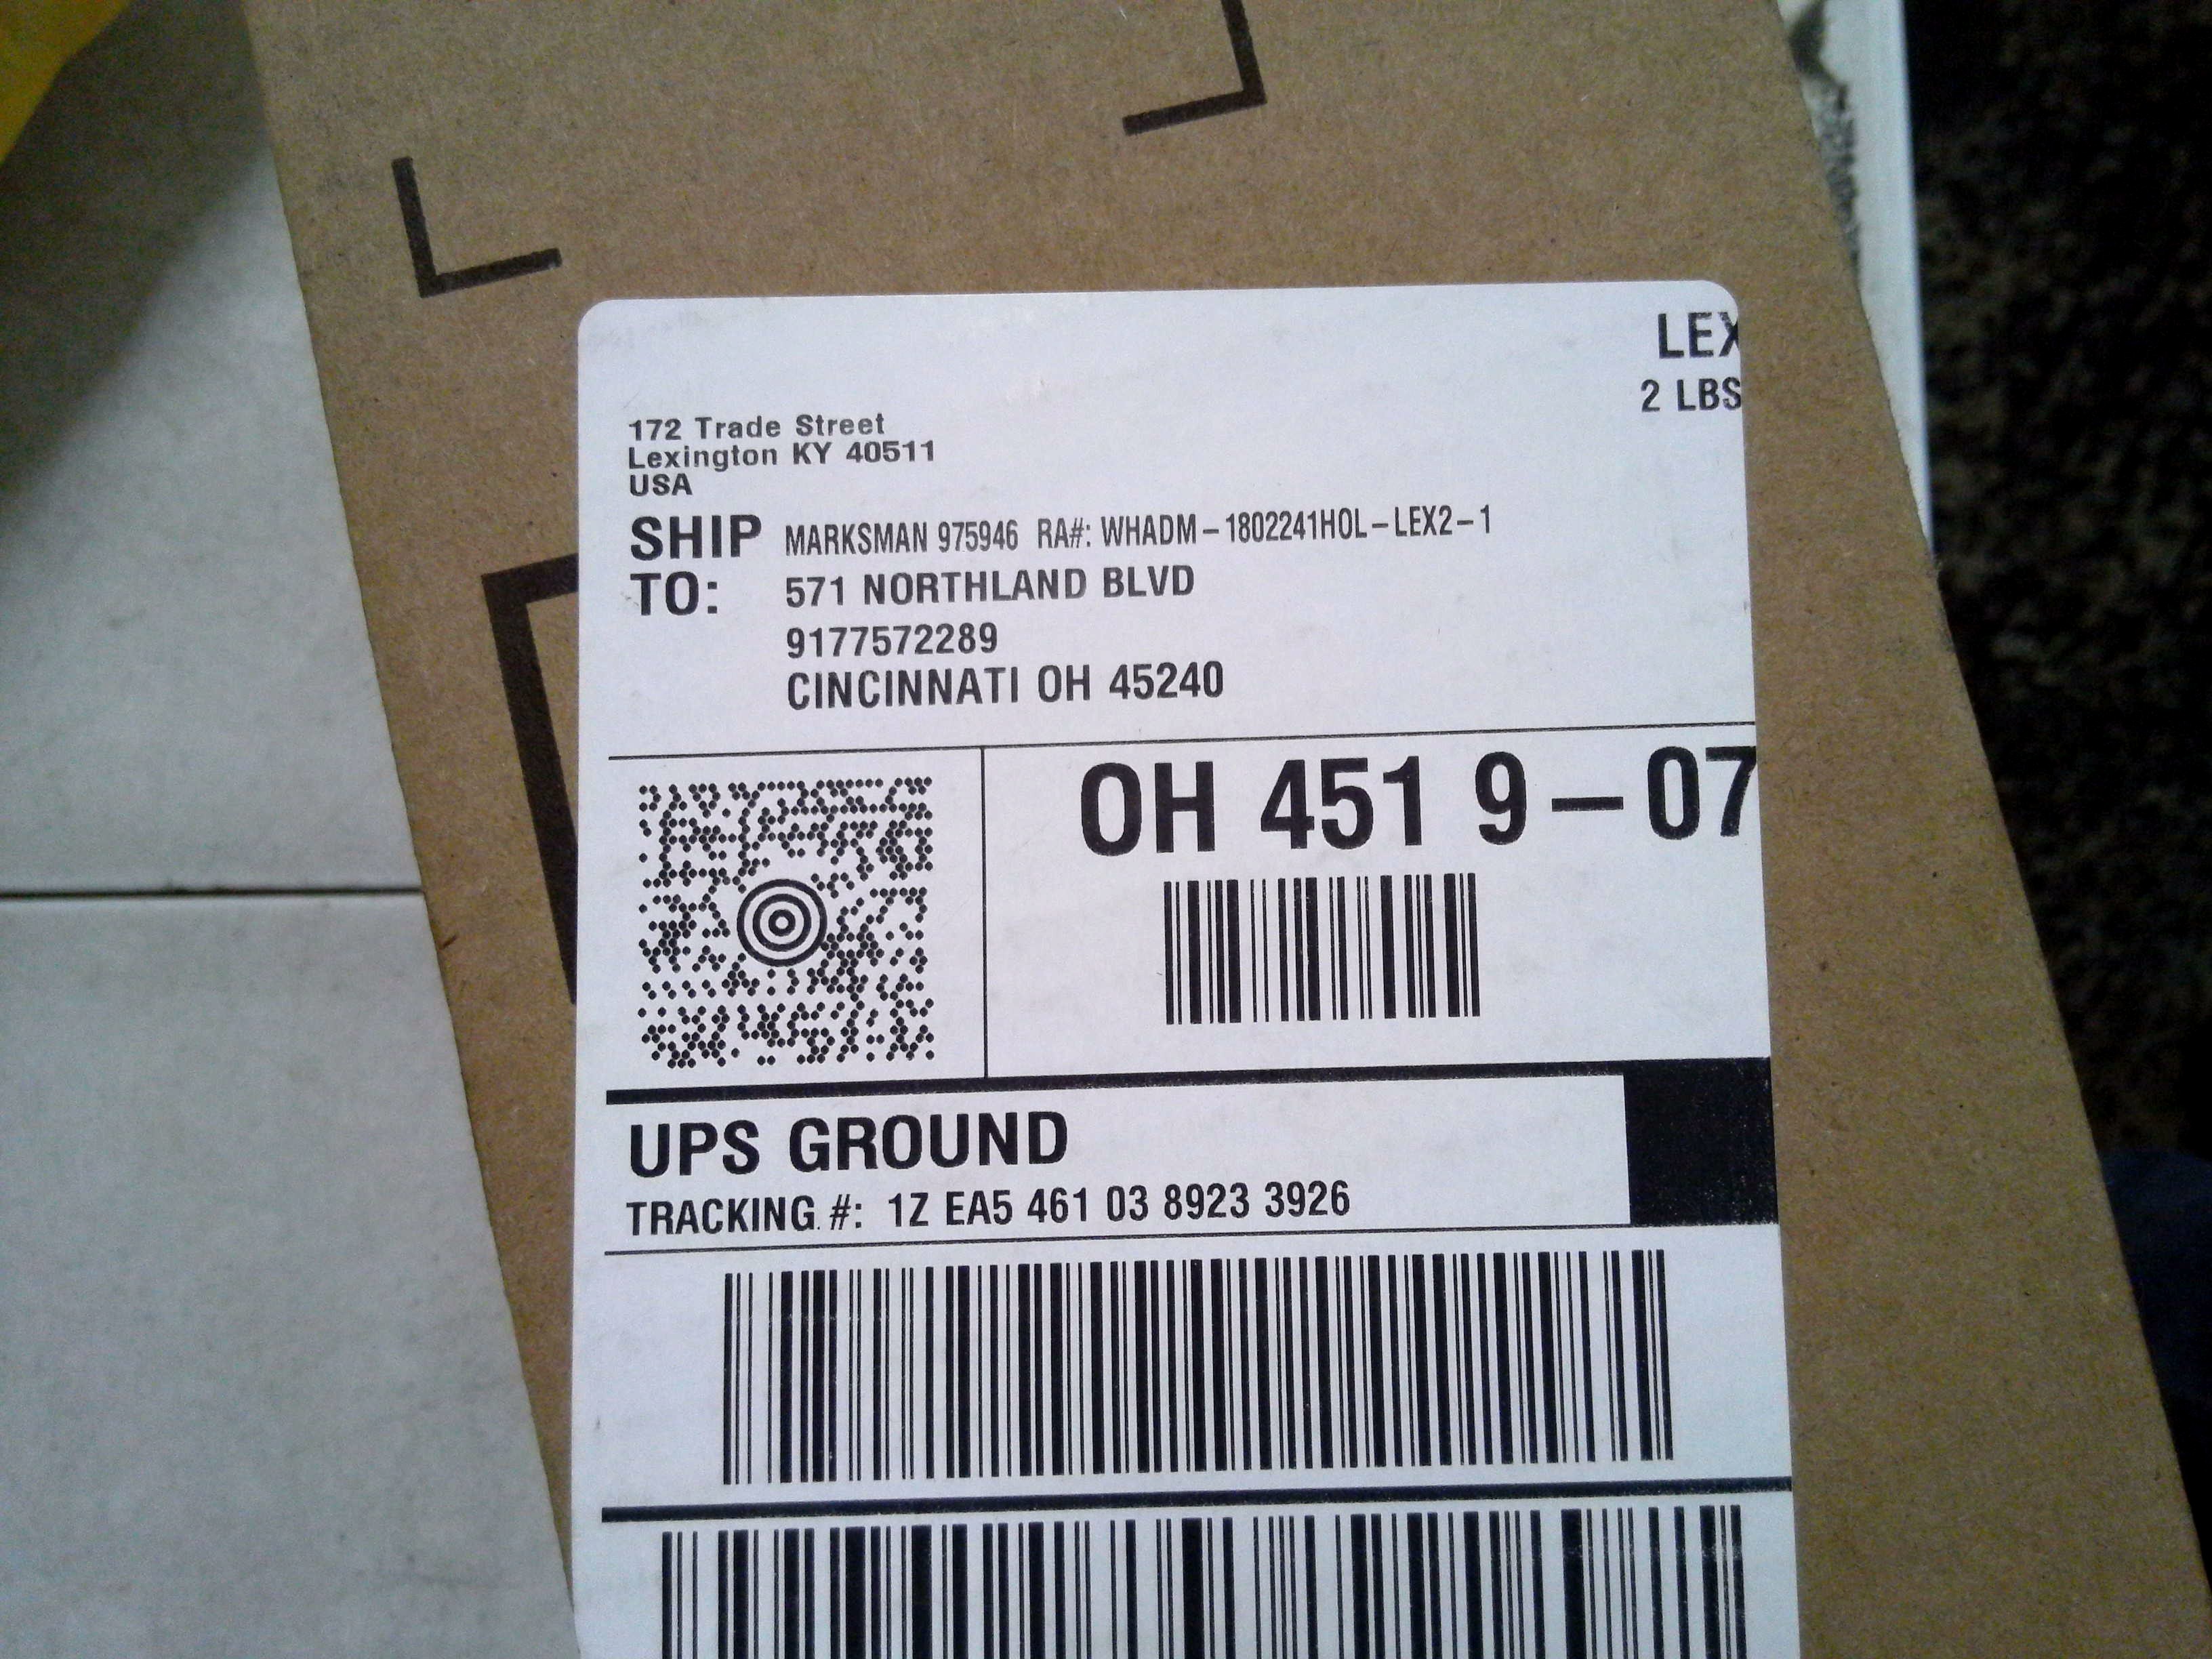 LEX
2 LBS
172 Trade Street
Lexington KY 40511
USA
SHIP TO: MARKSMAN 975946 RA#: WHADM-1802241HOL-LEX2-1
571 NORTHLAND BLVD
9177572289
CINCINNATI OH 45240
OH 451 9-07
UPS GROUND
TRACKING #: 1Z EA5 461 03 8923 3926